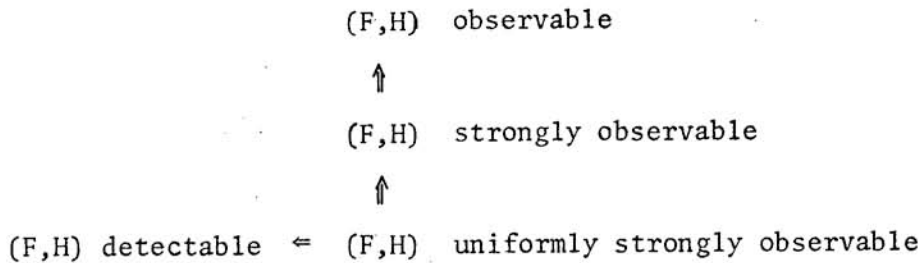 (F,H) observable
⇑
(F,H) strongly observable
⇑
(F,H) detectable ⇐ (F,H) uniformly strongly observable